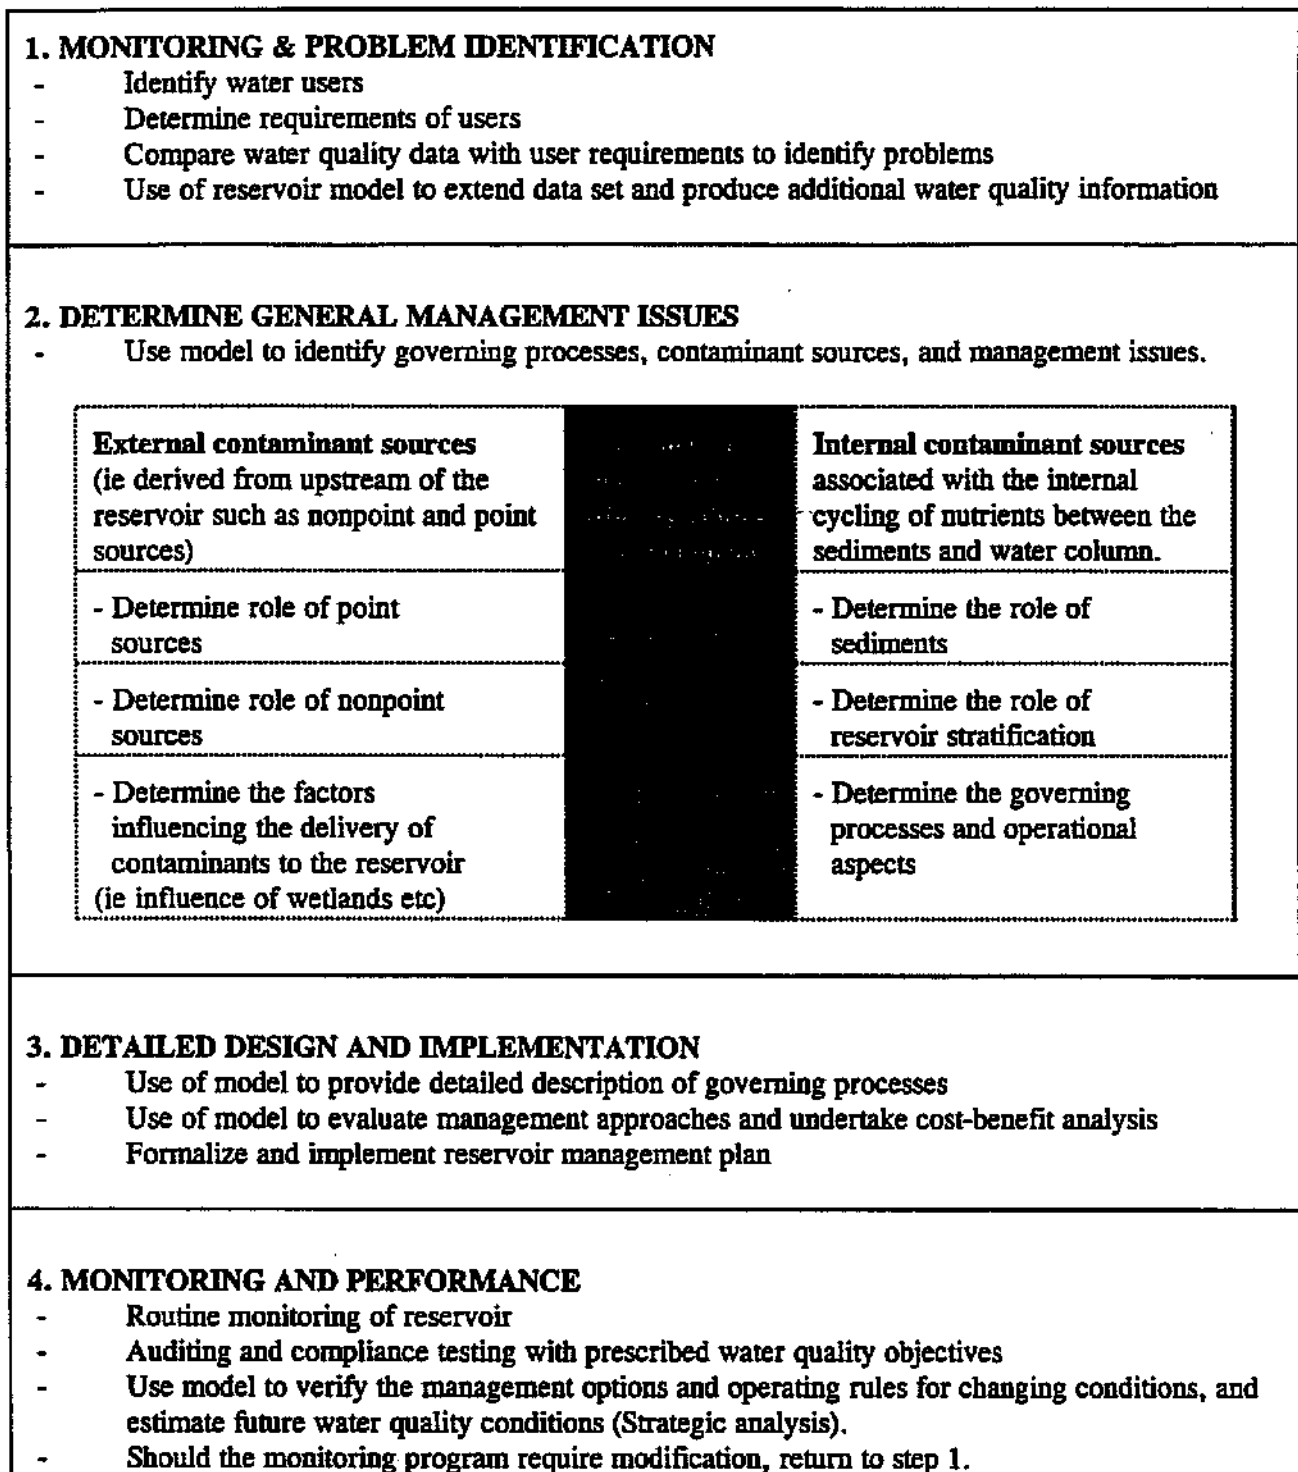 1. MONITORING & PROBLEM IDENTIFICATION
- Identify water users
- Determine requirements of users
- Compare water quality data with user requirements to identify problems
- Use of reservoir model to extend data set and produce additional water quality information
2. DETERMINE GENERAL MANAGEMENT ISSUES
- Use model to identify governing processes, contaminant sources, and management issues.
External contaminant sources
(ie derived from upstream of the
reservoir such as nonpoint and point
sources)
Internal contaminant sources
associated with the internal
cycling of nutrients between the
sediments and water column.
- Determine role of point
sources
- Determine the role of
sediments
- Determine role of nonpoint
sources
- Determine the role of
reservoir stratification
- Determine the factors
influencing the delivery of
contaminants to the reservoir
(ie influence of wetlands etc)
- Determine the governing
processes and operational
aspects
3. DETAILED DESIGN AND IMPLEMENTATION
- Use of model to provide detailed description of governing processes
- Use of model to evaluate management approaches and undertake cost-benefit analysis
- Formalize and implement reservoir management plan
4. MONITORING AND PERFORMANCE
- Routine monitoring of reservoir
- Auditing and compliance testing with prescribed water quality objectives
- Use model to verify the management options and operating rules for changing conditions, and
estimate future water quality conditions (Strategic analysis).
- Should the monitoring program require modification, return to step 1.